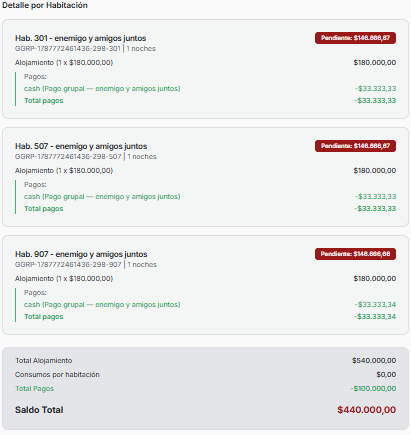 Detalle por Habitación
Hab. 301 - enemigo y amigos juntos
Pendiente: $146.666,67
GGRP-1787772461436-298-301 | 1 noches
Alojamiento (1 x $180.000,00)
$180.000,00
Pagos:
cash (Pago grupal — enemigo y amigos juntos)
-$33.333,33
Total pagos
-$33.333,33
Hab. 507 - enemigo y amigos juntos
Pendiente: $146.666,67
GGRP-1787772461436-298-507 | 1 noches
Alojamiento (1 x $180.000,00)
$180.000,00
Pagos:
cash (Pago grupal — enemigo y amigos juntos)
-$33.333,33
Total pagos
-$33.333,33
Hab. 907 - enemigo y amigos juntos
Pendiente: $146.666,66
GGRP-1787772461436-298-907 | 1 noches
Alojamiento (1 x $180.000,00)
$180.000,00
Pagos:
cash (Pago grupal — enemigo y amigos juntos)
-$33.333,34
Total pagos
-$33.333,34
Total Alojamiento
$540.000,00
Consumos por habitación
$0,00
Total Pagos
-$100.000,00
Saldo Total
$440.000,00